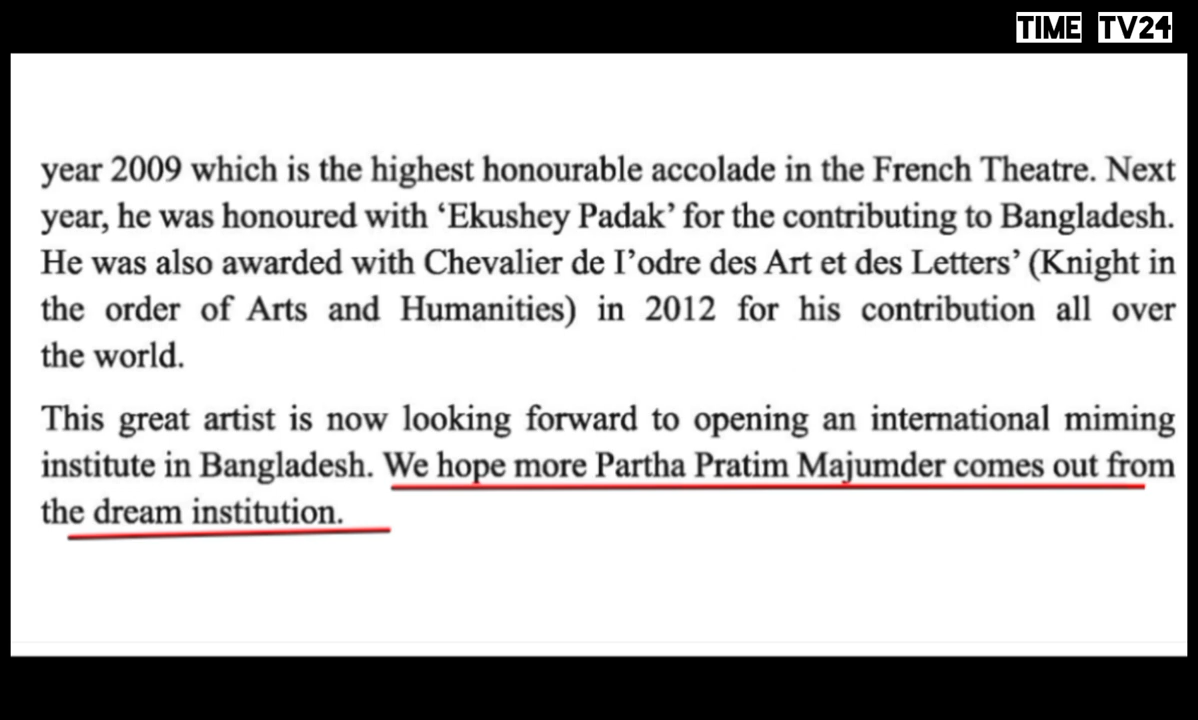 TIME TV24
year 2009 which is the highest honourable accolade in the French Theatre. Next
year, he was honoured with ‘Ekushey Padak’ for the contributing to Bangladesh.
He was also awarded with Chevalier de I’odre des Art et des Letters’ (Knight in
the order of Arts and Humanities) in 2012 for his contribution all over
the world.
This great artist is now looking forward to opening an international miming
institute in Bangladesh. We hope more Partha Pratim Majumder comes out from
the dream institution.